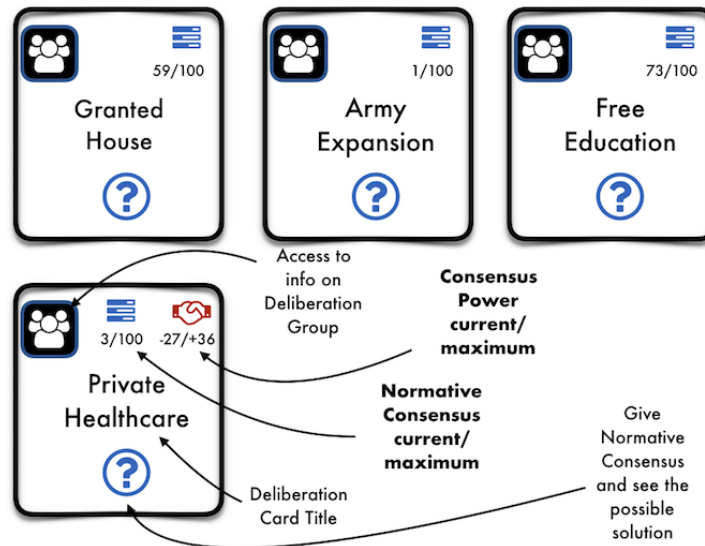 59/100
Granted
House
?
1/100
Army
Expansion
?
73/100
Free
Education
?
Access to
info on
Deliberation
Group
Consensus
Power
current/
maximum
3/100
-27/+36
Private
Healthcare
?
Normative
Consensus
current/
maximum
Deliberation
Card Title
Give
Normative
Consensus
and see the
possible
solution